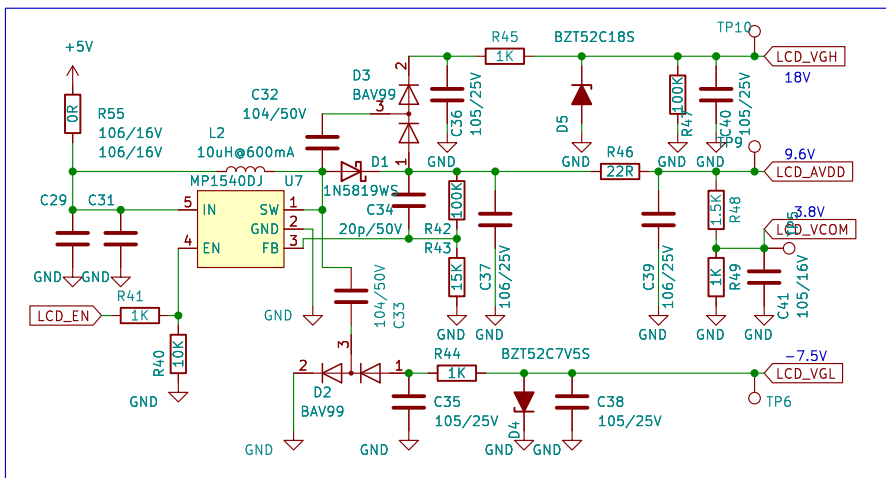 +5V
0R
R55
106/16V
106/16V
C32
104/50V
D3
BAV99
2
3
1
C36
105/25V
GND
R45
1K
BZT52C18S
D5
GND
100K
R47
GND
C40
105/25V
GND
TP10
LCD_VGH
18V
L2
10uH@600mA
D1
1N5819WS
R46
22R
TP9
9.6V
LCD_AVDD
MP1540DJ
U7
5
IN
4
EN
SW
1
GND
2
FB
3
C29
C31
GND
GND
C34
20p/50V
100K
R42
R43
15K
GND
C37
106/25V
GND
C39
106/25V
GND
1.5K
R48
1K
R49
GND
3.8V
LCD_VCOM
TP5
C41
105/16V
GND
LCD_EN
R41
1K
R40
10K
GND
GND
104/50V
C33
3
2
1
D2
BAV99
GND
R44
1K
C35
105/25V
GND
BZT52C7V5S
D4
GND
C38
105/25V
GND
-7.5V
LCD_VGL
TP6